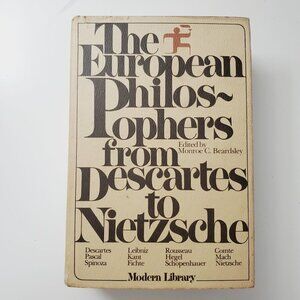 The
European
Philos~
ophers
Edited by
Monroe C. Beardsley
from
Descartes
to
Nietzsche
Descartes Leibniz Rousseau Comte
Pascal Kant Hegel Mach
Spinoza Fichte Schopenhauer Nietzsche
Modern Library